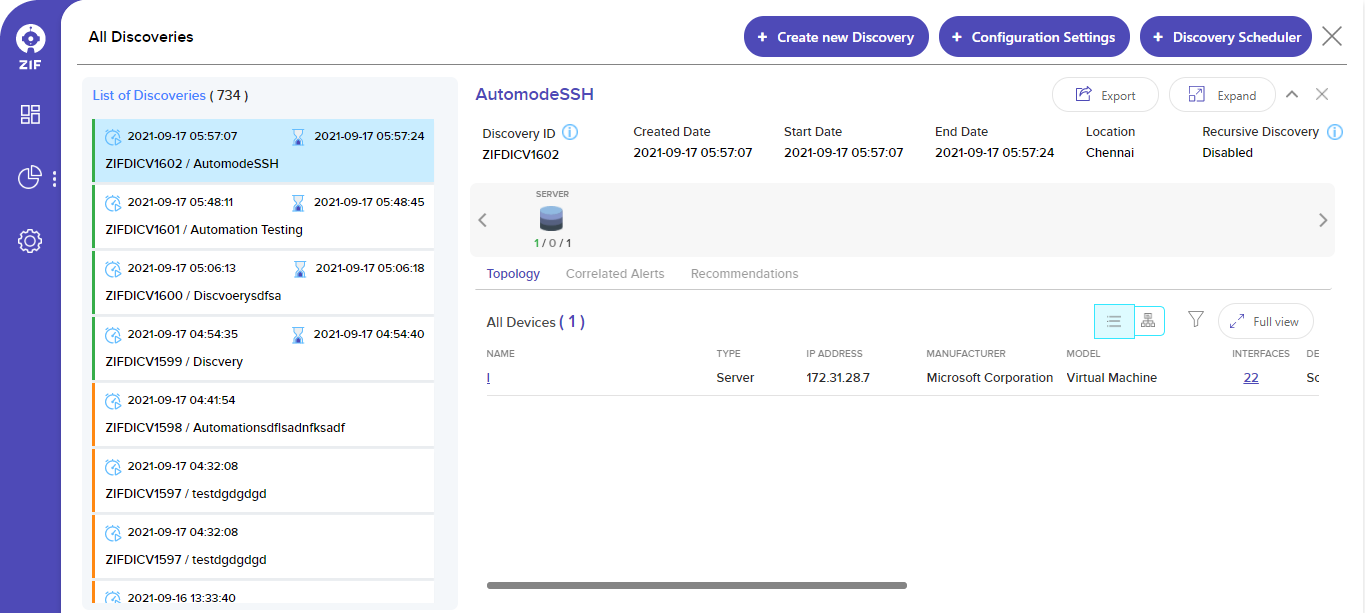 ZIF
All Discoveries
+ Create new Discovery
+ Configuration Settings
+ Discovery Scheduler
List of Discoveries ( 734 )
2021-09-17 05:57:07 2021-09-17 05:57:24
ZIFDICV1602 / AutomodeSSH
2021-09-17 05:48:11 2021-09-17 05:48:45
ZIFDICV1601 / Automation Testing
2021-09-17 05:06:13 2021-09-17 05:06:18
ZIFDICV1600 / Discvoerysdfsa
2021-09-17 04:54:35 2021-09-17 04:54:40
ZIFDICV1599 / Discvery
2021-09-17 04:41:54
ZIFDICV1598 / Automationsdflsadnfksadf
2021-09-17 04:32:08
ZIFDICV1597 / testdgdgdgd
2021-09-17 04:32:08
ZIFDICV1597 / testdgdgdgd
2021-09-16 13:33:40
AutomodeSSH
Export
Expand
Discovery ID
ZIFDICV1602
Created Date
2021-09-17 05:57:07
Start Date
2021-09-17 05:57:07
End Date
2021-09-17 05:57:24
Location
Chennai
Recursive Discovery
Disabled
SERVER
1 / 0 / 1
Topology Correlated Alerts Recommendations
All Devices ( 1 )
Full view
NAME TYPE IP ADDRESS MANUFACTURER MODEL INTERFACES DE
l Server 172.31.28.7 Microsoft Corporation Virtual Machine 22 Sc